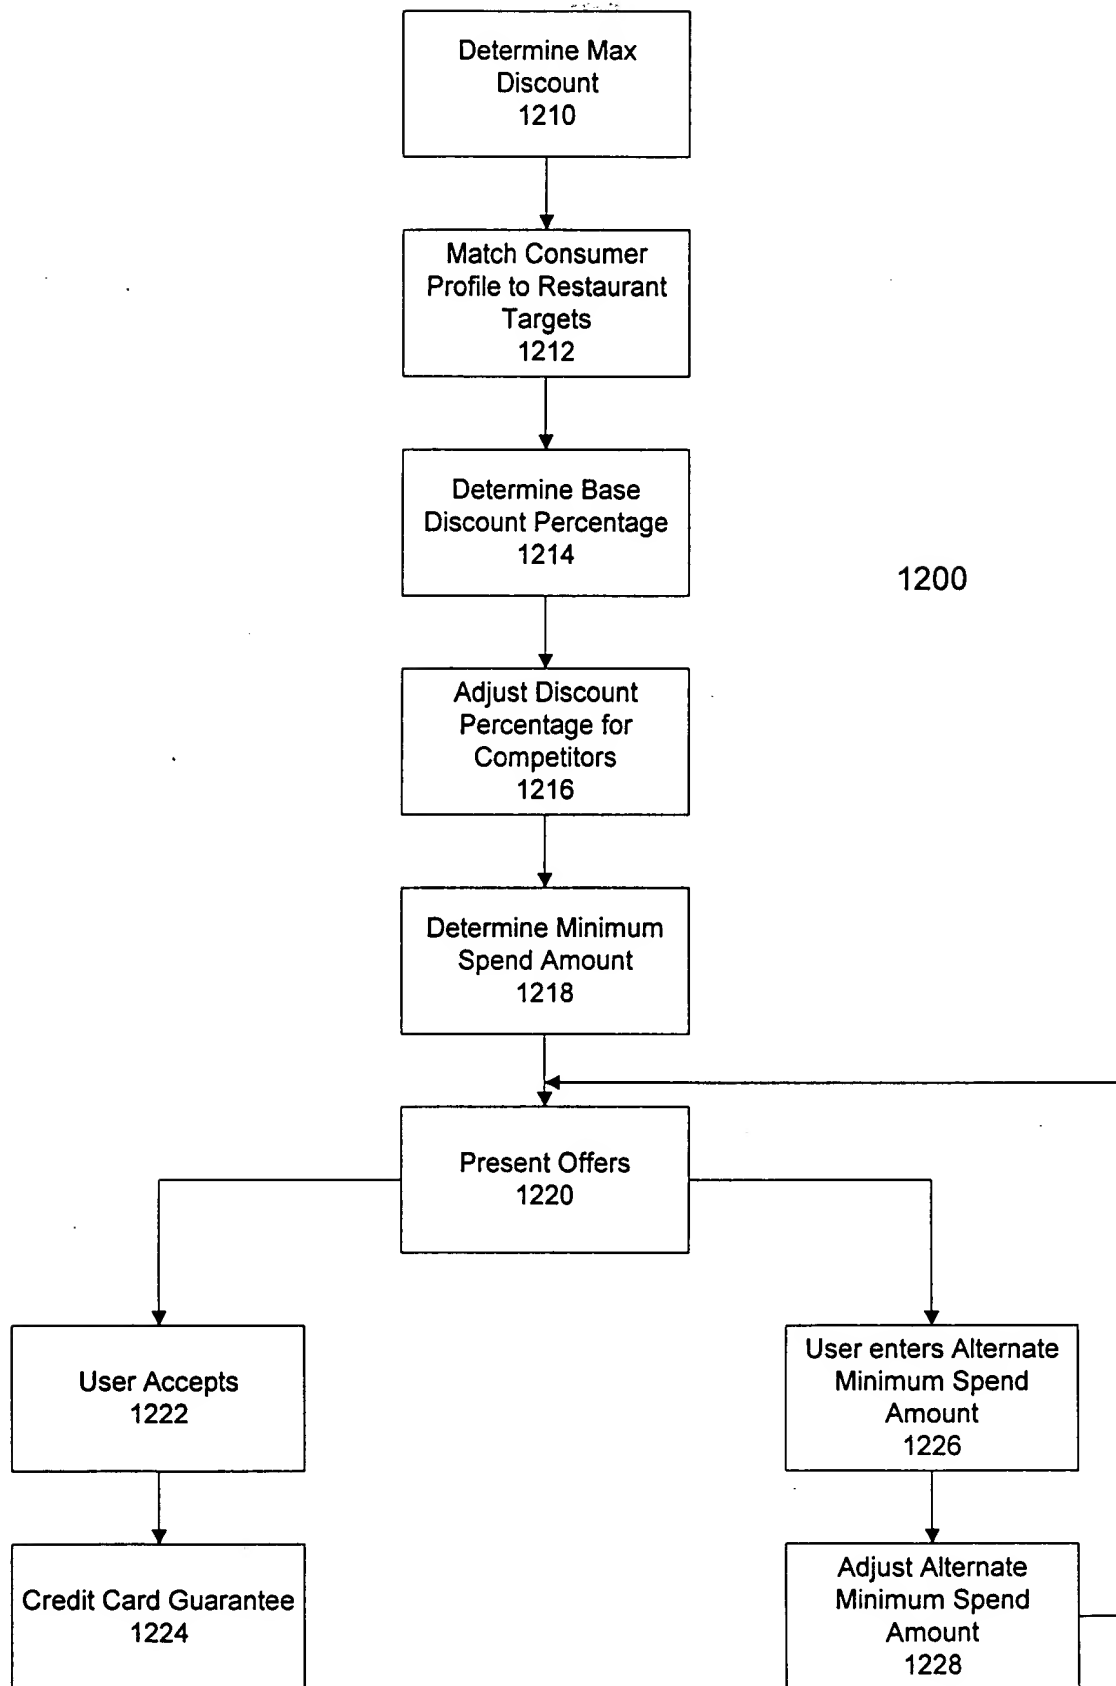 Determine Max
Discount
1210
Match Consumer
Profile to Restaurant
Targets
1212
Determine Base
Discount Percentage
1214
1200
Adjust Discount
Percentage for
Competitors
1216
Determine Minimum
Spend Amount
1218
Present Offers
1220
User Accepts
1222
User enters Alternate
Minimum Spend
Amount
1226
Credit Card Guarantee
1224
Adjust Alternate
Minimum Spend
Amount
1228